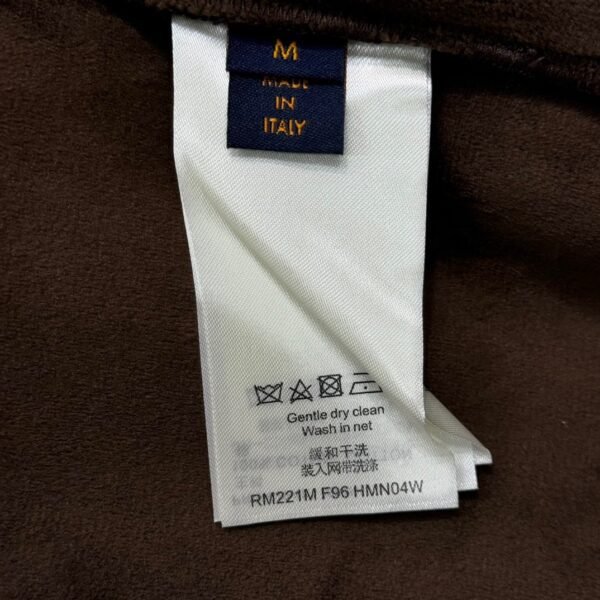 M
MADE
IN
ITALY
Gentle dry clean
Wash in net
缓和干洗
装入网带洗涤
RM221M F96 HMN04W